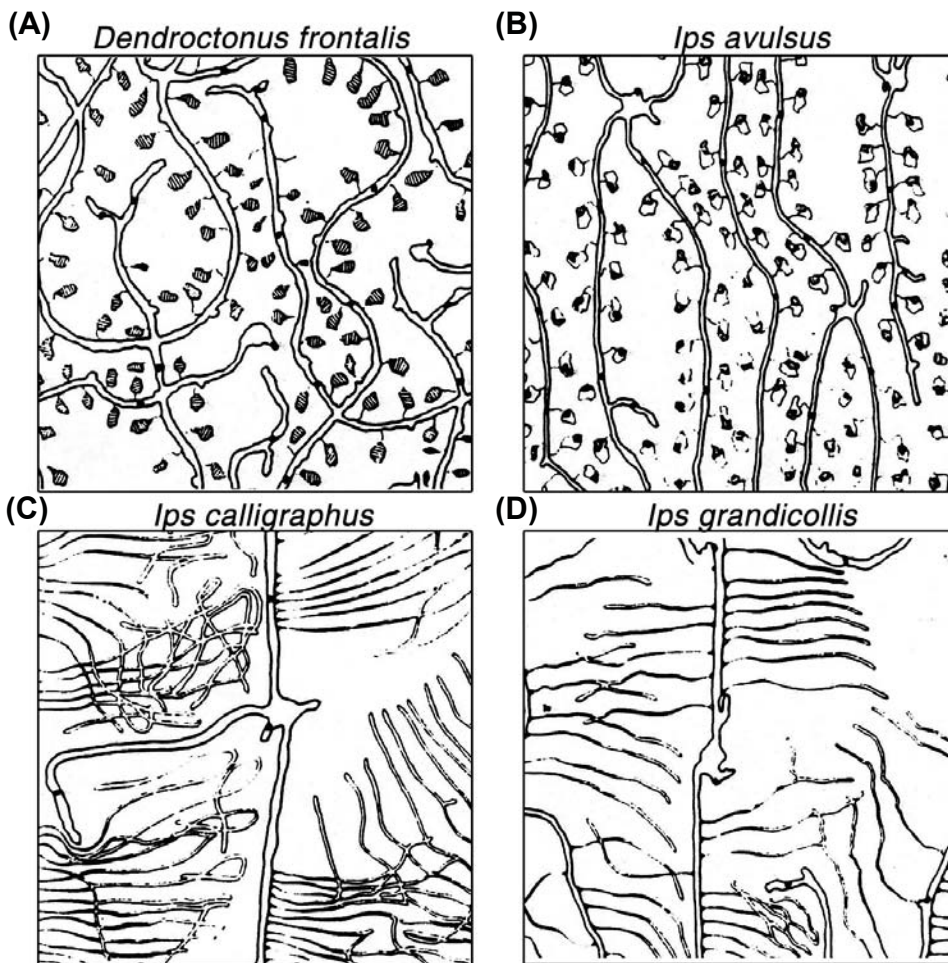 (A) Dendroctonus frontalis
(B) Ips avulsus
(C) Ips calligraphus
(D) Ips grandicollis